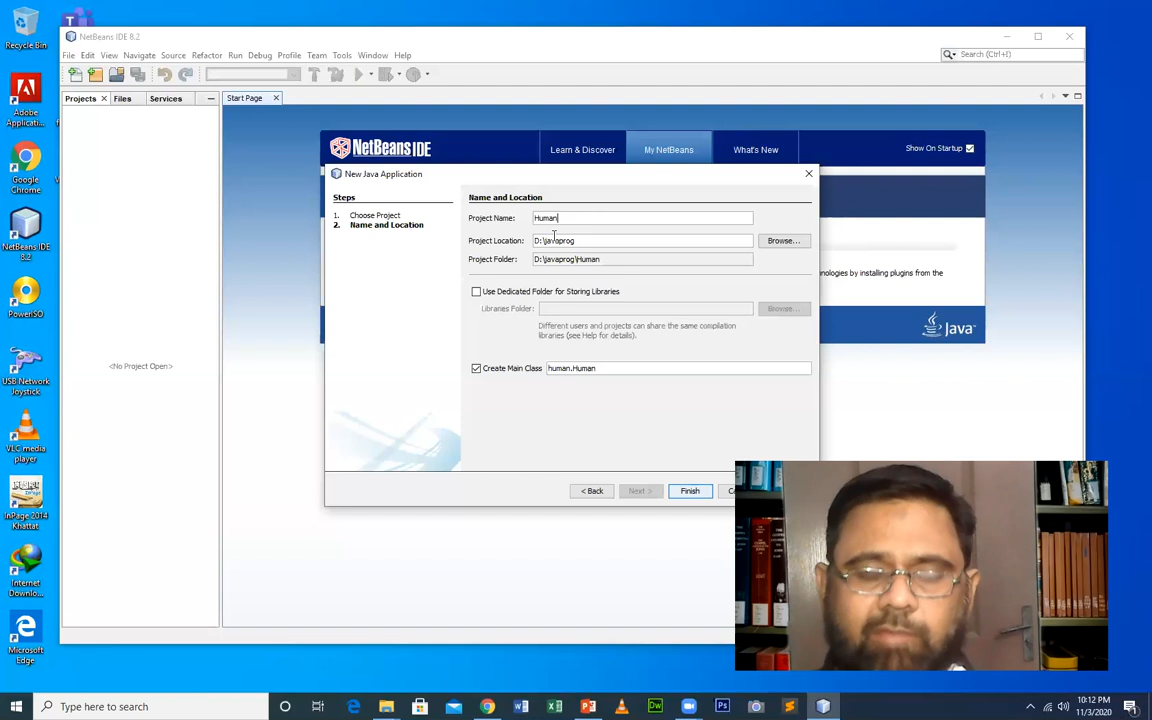 Recycle Bin
NetBeans IDE 8.2
File Edit View Navigate Source Refactor Run Debug Profile Team Tools Window Help
Search (Ctrl+I)
Projects Files Services
Start Page
Adobe Applicati...
Google Chrome
NetBeans IDE 8.2
PowerISO
USB Network Joystick
VLC media player
InPage 2014 Khattat
Internet Downlo...
Microsoft Edge
<No Project Open>
NetBeans IDE
Learn & Discover
My NetBeans
What's New
Show On Startup
New Java Application
Steps
1. Choose Project
2. Name and Location
Name and Location
Project Name: Human
Project Location: D:\javaprog
Browse...
Project Folder: D:\javaprog\Human
nologies by installing plugins from the
Use Dedicated Folder for Storing Libraries
Libraries Folder:
Browse...
Different users and projects can share the same compilation
libraries (see Help for details).
Java
Create Main Class human.Human
< Back Next > Finish
Type here to search
10:12 PM
11/3/2020